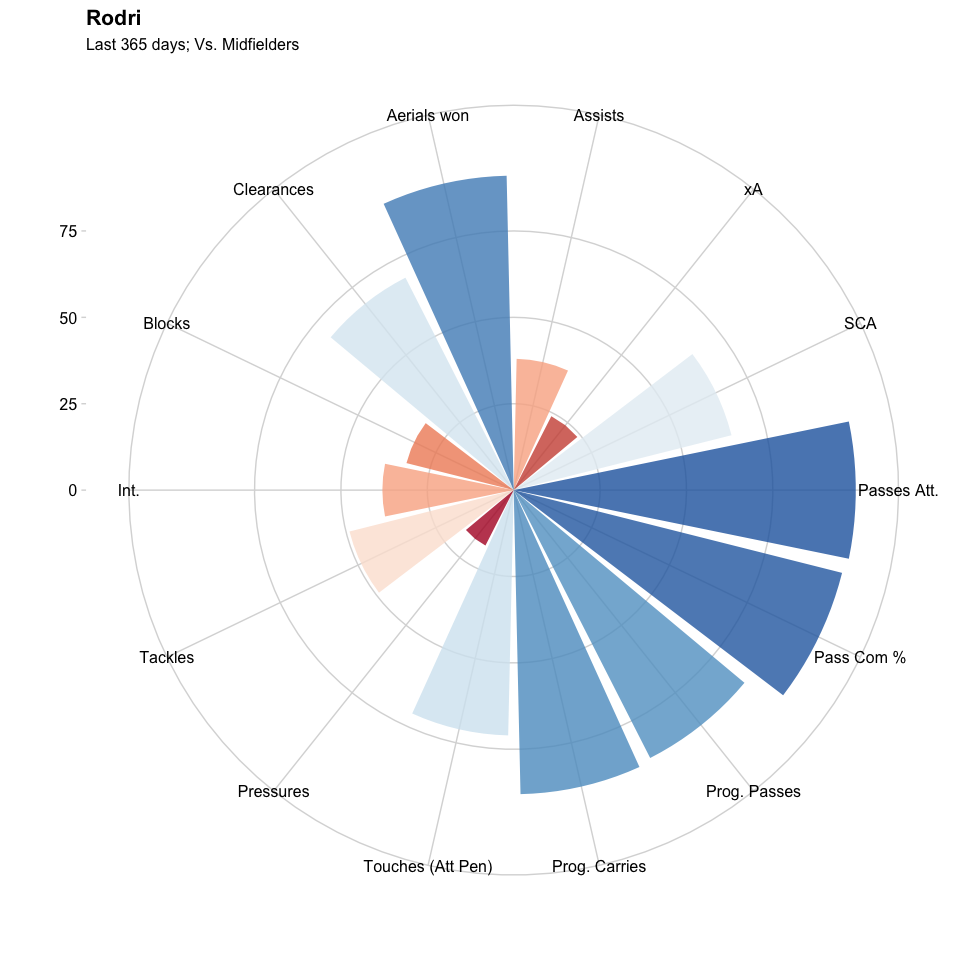 Rodri
Last 365 days; Vs. Midfielders
Aerials won
Assists
Clearances
xA
75
50
Blocks
SCA
25
0
Int.
Passes Att.
Tackles
Pass Com %
Pressures
Prog. Passes
Touches (Att Pen)
Prog. Carries